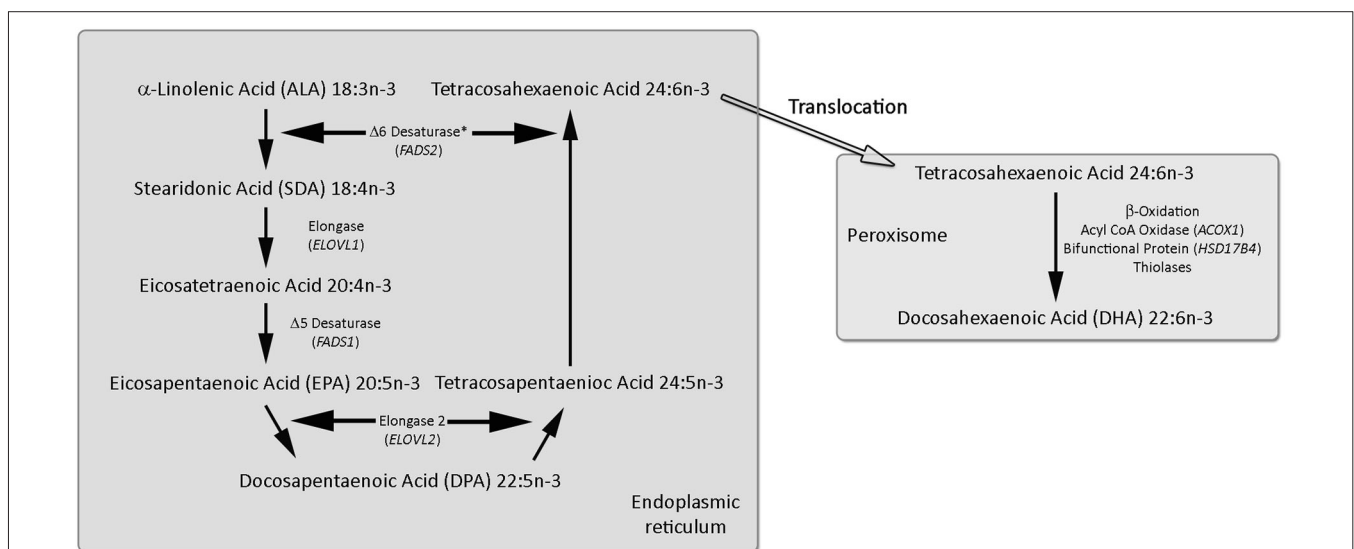 α-Linolenic Acid (ALA) 18:3n-3
Tetracosahexaenoic Acid 24:6n-3
Δ6 Desaturase*
(FADS2)
Stearidonic Acid (SDA) 18:4n-3
Elongase
(ELOVL1)
Eicosatetraenoic Acid 20:4n-3
Δ5 Desaturase
(FADS1)
Eicosapentaenoic Acid (EPA) 20:5n-3
Tetracosapentaenioc Acid 24:5n-3
Elongase 2
(ELOVL2)
Docosapentaenoic Acid (DPA) 22:5n-3
Endoplasmic
reticulum
Translocation
Tetracosahexaenoic Acid 24:6n-3
Peroxisome
β-Oxidation
Acyl CoA Oxidase (ACOX1)
Bifunctional Protein (HSD17B4)
Thiolases
Docosahexaenoic Acid (DHA) 22:6n-3